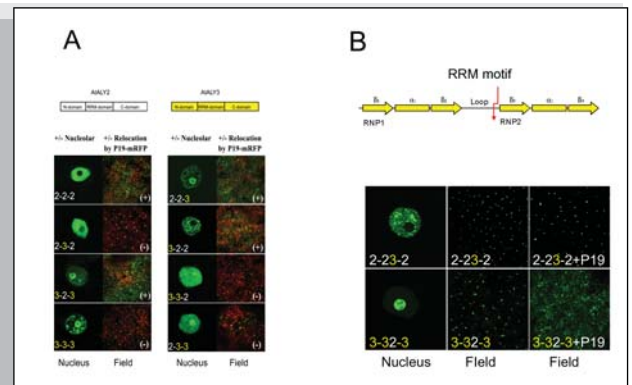 A
AtALY2
AtALY3
N-domain RRM-domain C-domain
N-domain RRM-domain C-domain
+/- Nucleolar +/- Relocation by P19-mRFP
+/- Nucleolar +/- Relocation by P19-mRFP
2-2-2 (+)
2-2-3 (+)
2-3-2 (-)
3-2-2 (+)
3-2-3 (+)
3-3-2 (-)
3-3-3 (-)
2-3-3 (-)
Nucleus Field
Nucleus Field
B
RRM motif
Loop
RNP1
RNP2
2-23-2
2-23-2
2-23-2+P19
3-32-3
3-32-3
3-32-3+P19
Nucleus
Field
Field